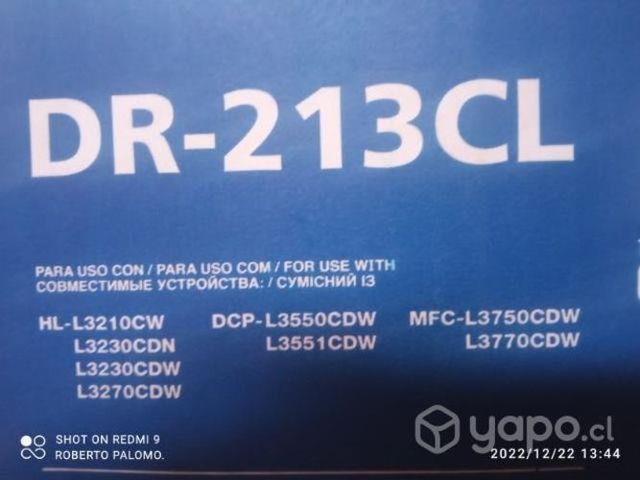 DR-213CL
PARA USO CON / PARA USO COM / FOR USE WITH
СОВМЕСТИМЫЕ УСТРОЙСТВА: / СУМІСНИЙ ІЗ
HL-L3210CW DCP-L3550CDW MFC-L3750CDW
L3230CDN L3551CDW L3770CDW
L3230CDW
L3270CDW
SHOT ON REDMI 9
ROBERTO PALOMO.
yapo.cl
2022/12/22 13:44